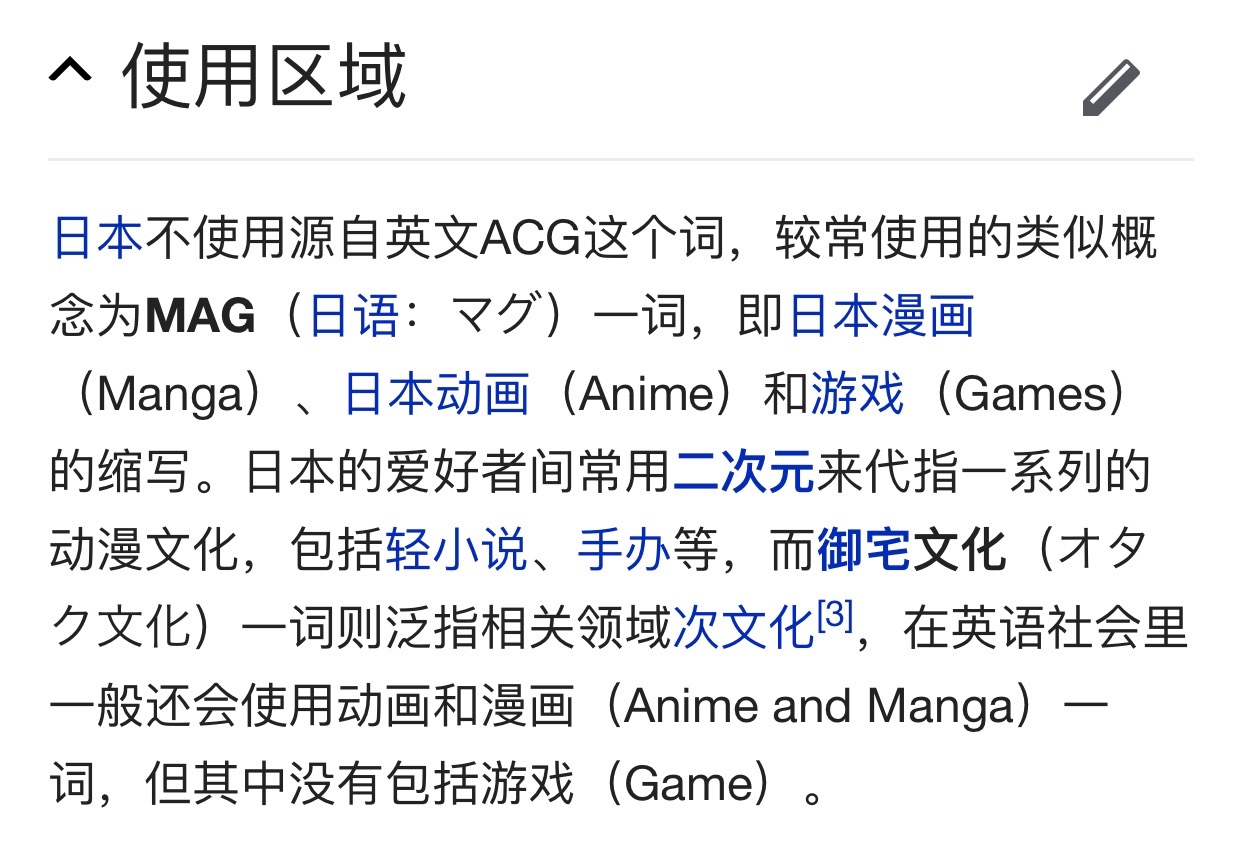 使用区域
日本不使用源自英文ACG这个词，较常使用的类似概
念为MAG（日语：マグ）一词，即日本漫画
（Manga）、日本动画（Anime）和游戏（Games）
的缩写。日本的爱好者间常用二次元来代指一系列的
动漫文化，包括轻小说、手办等，而御宅文化（オタ
ク文化）一词则泛指相关领域次文化[3]，在英语社会里
一般还会使用动画和漫画（Anime and Manga）一
词，但其中没有包括游戏（Game）。